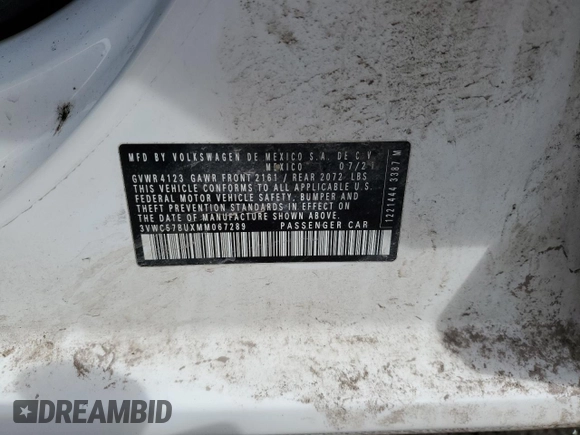 MFD BY VOLKSWAGEN DE MEXICO S.A. DE C.V
MEXICO 07/21
GVWR 4123 GAWR FRONT 2161 / REAR 2072 LBS
THIS VEHICLE CONFORMS TO ALL APPLICABLE U.S.
FEDERAL MOTOR VEHICLE SAFETY, BUMPER AND
THEFT PREVENTION STANDARDS IN EFFECT ON
THE DATE OF MANUFACTURE SHOWN ABOVE
3VWC57BUXMM067289 PASSENGER CAR
1221444 3387 M
DREAMBID